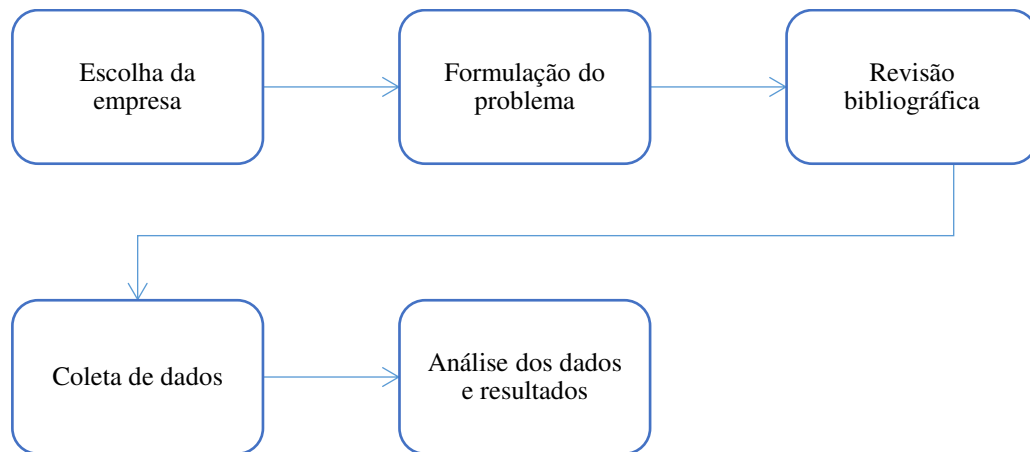 Escolha da
empresa
Formulação do
problema
Revisão
bibliográfica
Coleta de dados
Análise dos dados
e resultados